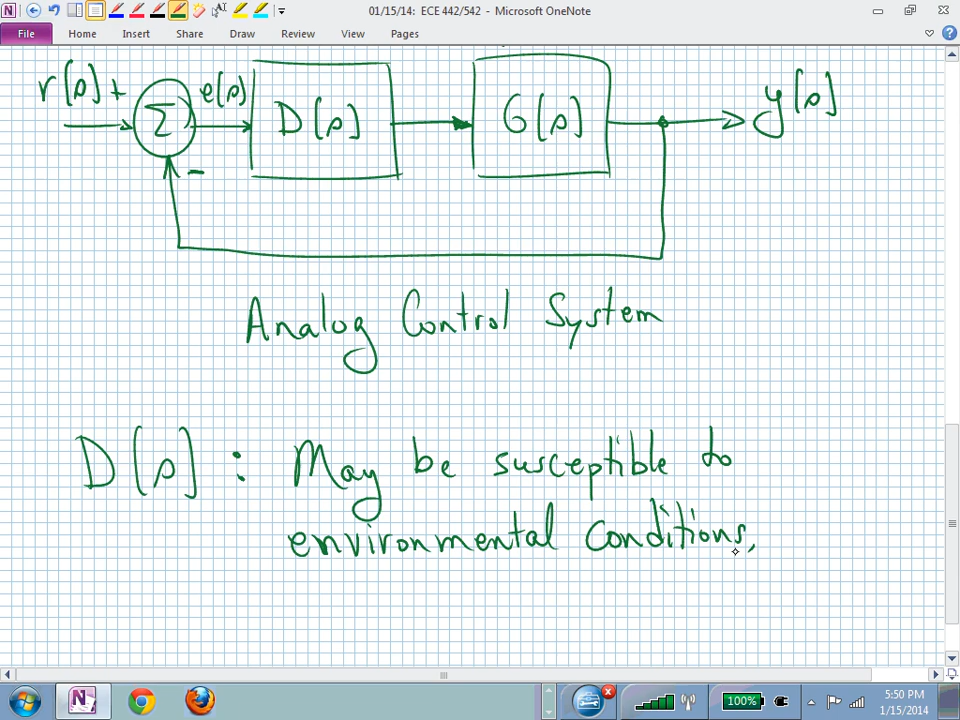 01/15/14: ECE 442/542 - Microsoft OneNote
File Home Insert Share Draw Review View Pages
r(s) + e(s) y(s)
Σ D(s) G(s)
-
Analog Control System
D(s) : May be susceptible to
environmental conditions,
100% 5:50 PM
1/15/2014